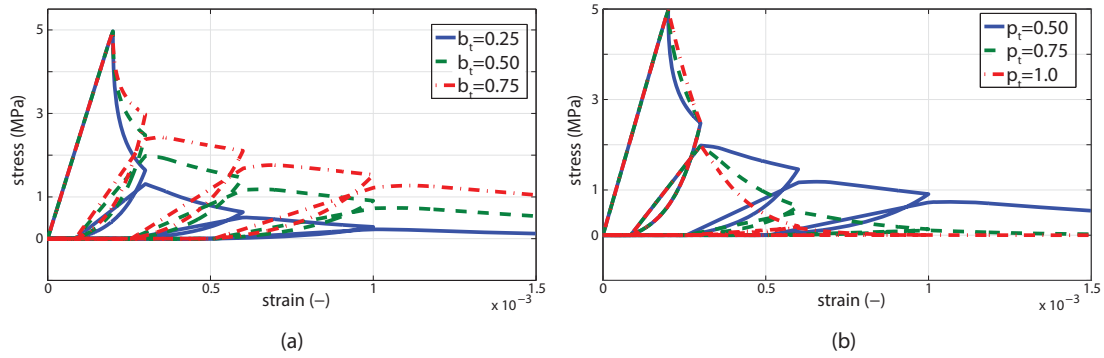 5
3
1
0
stress (MPa)
b_t=0.25
b_t=0.50
b_t=0.75
0 0.5 1 1.5
strain (−)
x 10⁻³
(a)
5
3
1
0
stress (MPa)
p_t=0.50
p_t=0.75
p_t=1.0
0 0.5 1 1.5
strain (−)
x 10⁻³
(b)